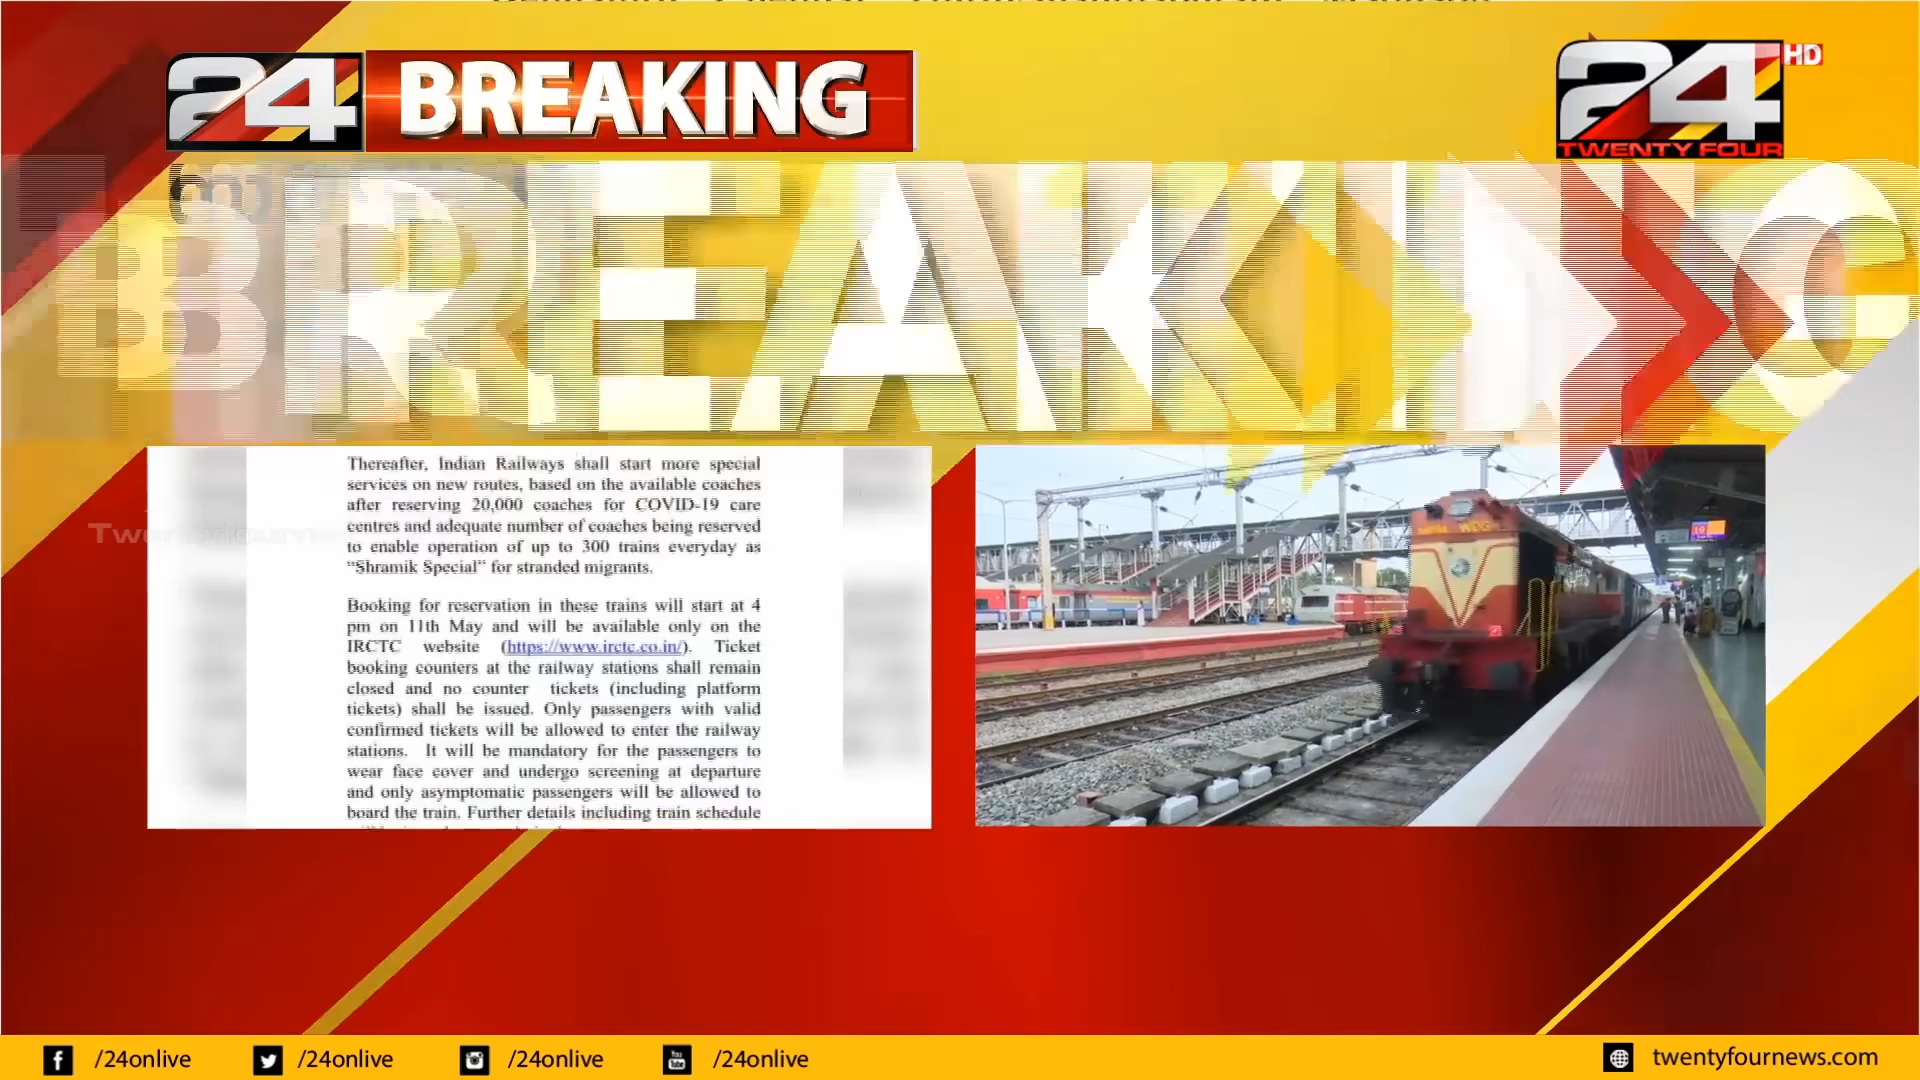 24 BREAKING
24 HD
TWENTY FOUR
BREAKING
Thereafter, Indian Railways shall start more special
services on new routes, based on the available coaches
after reserving 20,000 coaches for COVID-19 care
centres and adequate number of coaches being reserved
to enable operation of up to 300 trains everyday as
"Shramik Special" for stranded migrants.
Booking for reservation in these trains will start at 4
pm on 11th May and will be available only on the
IRCTC website (https://www.irctc.co.in/). Ticket
booking counters at the railway stations shall remain
closed and no counter tickets (including platform
tickets) shall be issued. Only passengers with valid
confirmed tickets will be allowed to enter the railway
stations. It will be mandatory for the passengers to
wear face cover and undergo screening at departure
and only asymptomatic passengers will be allowed to
board the train. Further details including train schedule
/24onlive /24onlive /24onlive /24onlive
twentyfournews.com